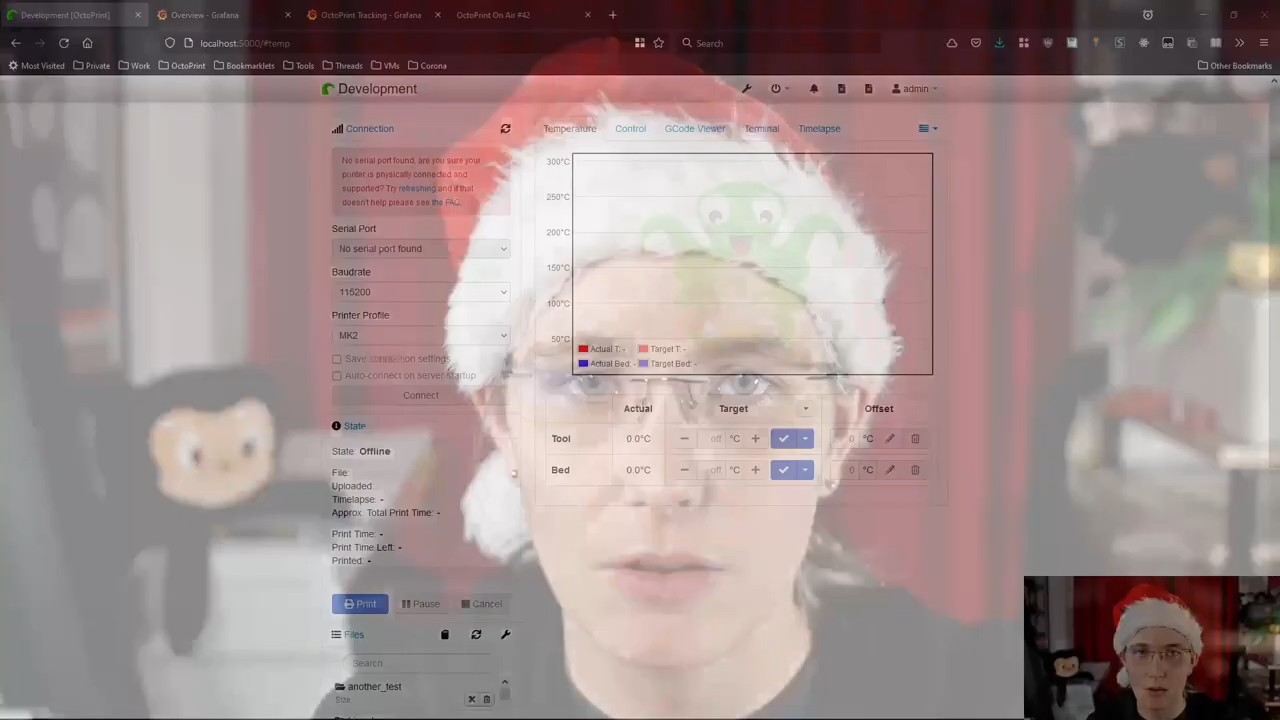 Development [OctoPrint]
Overview - Grafana
OctoPrint Tracking - Grafana
OctoPrint On Air #42
localhost:5000/#temp
Search
Most Visited
Private
Work
OctoPrint
Bookmarklets
Tools
Threads
VMs
Corona
Other Bookmarks
Development
admin
Connection
No serial port found, are you sure your
printer is physically connected and
supported? Try refreshing and if that
doesn't help please see the FAQ.
Serial Port
No serial port found
Baudrate
115200
Printer Profile
MK2
Save connection settings
Auto-connect on server startup
Connect
State
State: Offline
File:
Uploaded:
Timelapse: -
Approx. Total Print Time: -
Print Time: -
Print Time Left: -
Printed: -
Print
Pause
Cancel
Files
Search
another_test
Size:
Temperature
Control
GCode Viewer
Terminal
Timelapse
300°C
250°C
200°C
150°C
100°C
50°C
Actual T: -
Target T: -
Actual Bed: -
Target Bed: -
Actual
Target
Offset
Tool
0.0°C
off
°C
0
°C
Bed
0.0°C
off
°C
0
°C